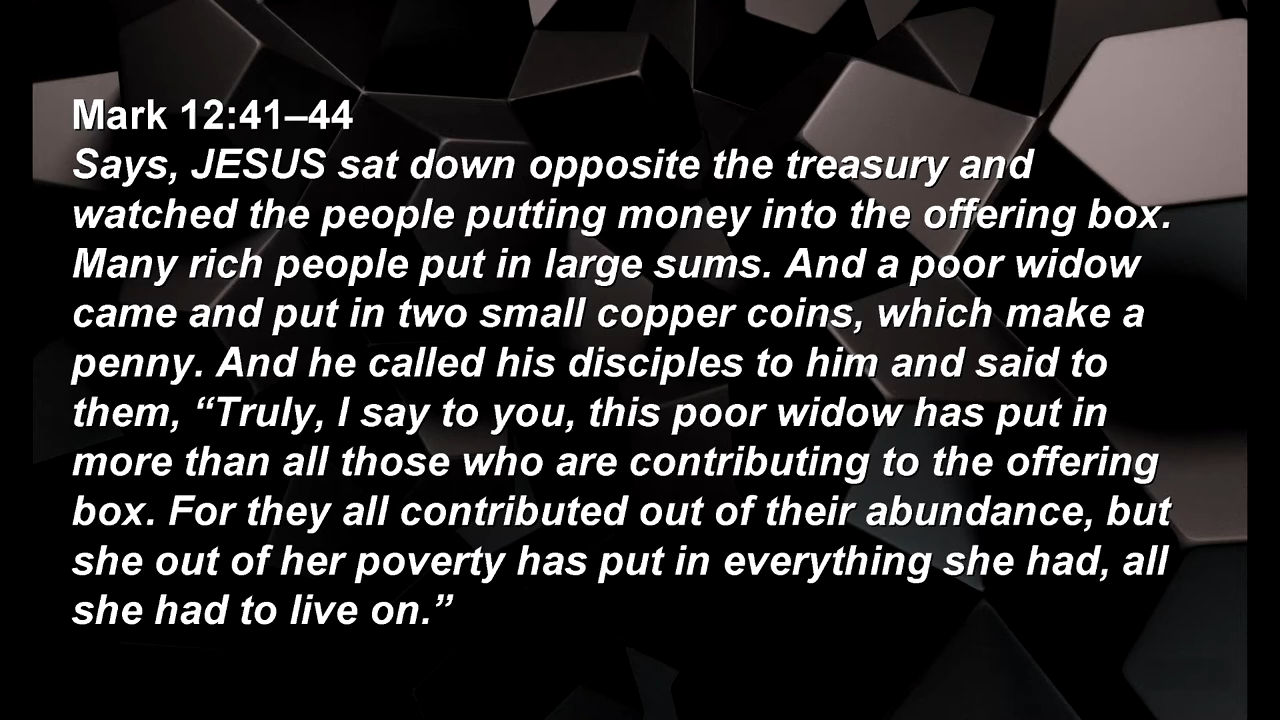 Mark 12:41–44
Says, JESUS sat down opposite the treasury and
watched the people putting money into the offering box.
Many rich people put in large sums. And a poor widow
came and put in two small copper coins, which make a
penny. And he called his disciples to him and said to
them, “Truly, I say to you, this poor widow has put in
more than all those who are contributing to the offering
box. For they all contributed out of their abundance, but
she out of her poverty has put in everything she had, all
she had to live on.”